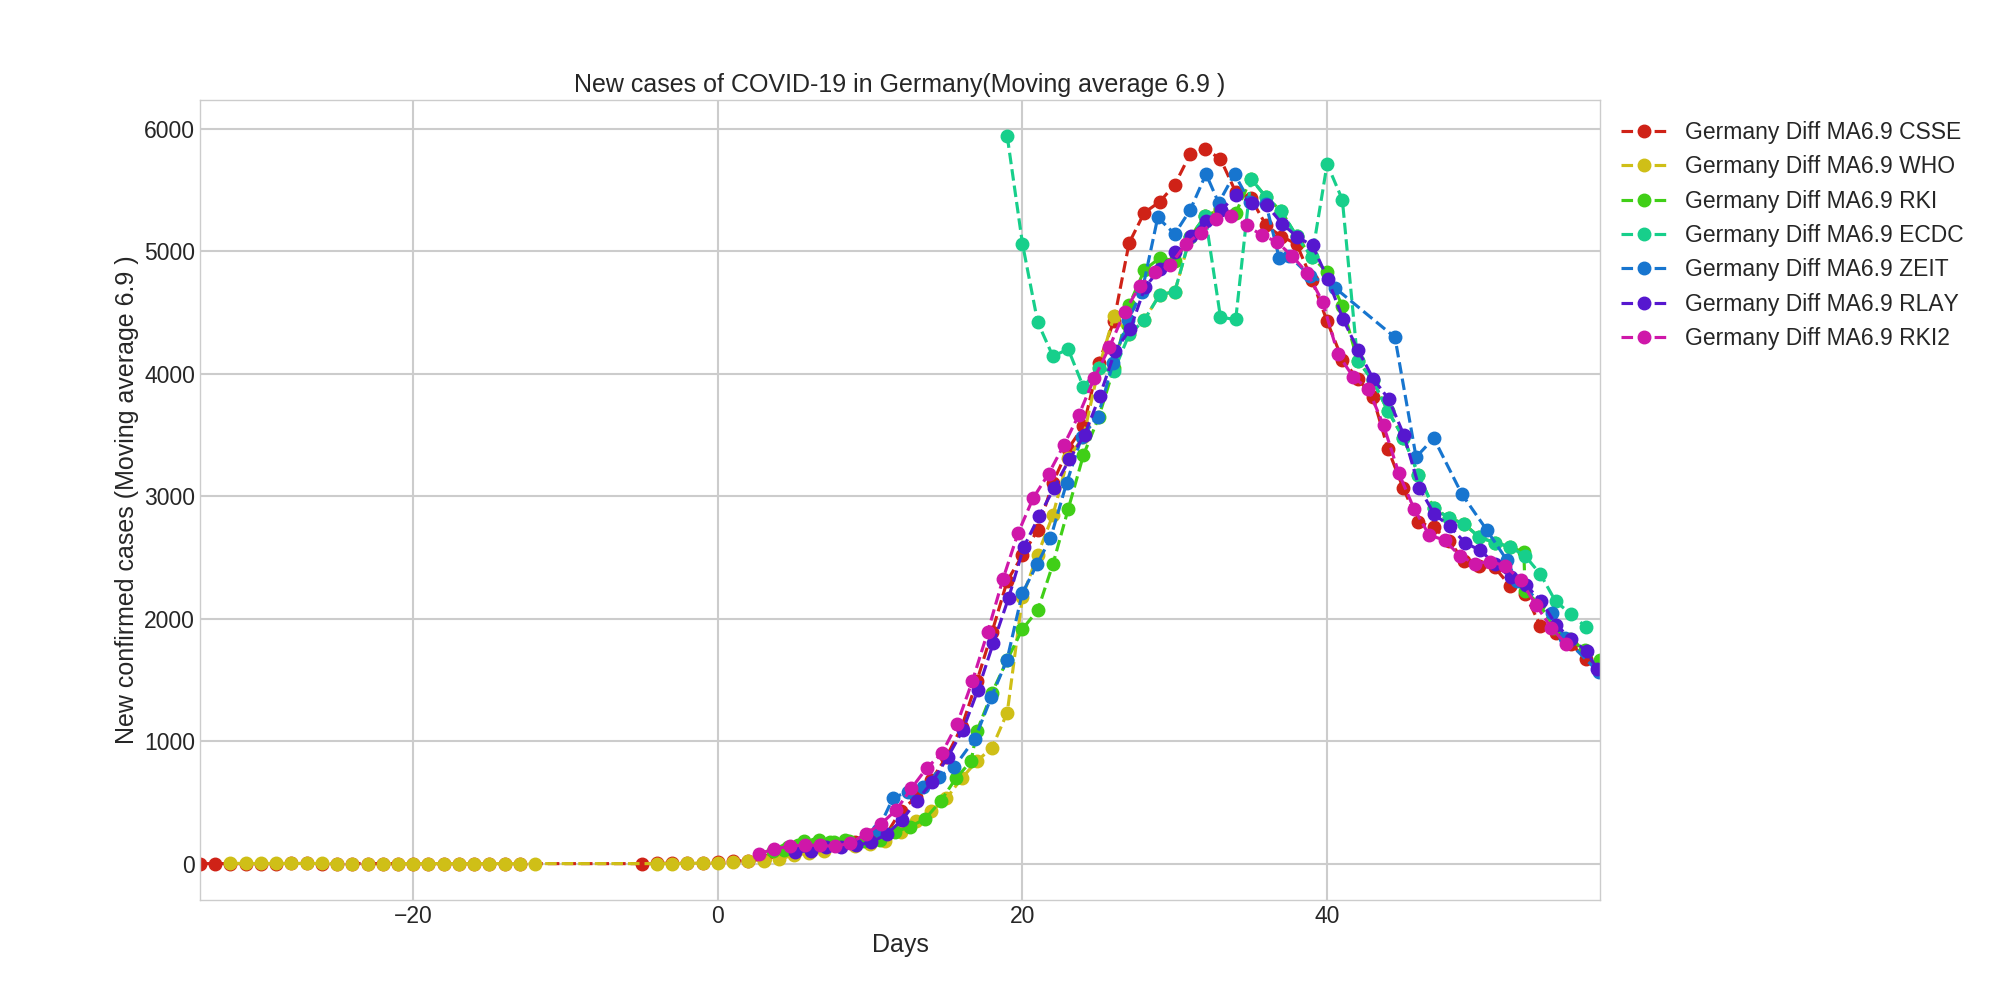 New cases of COVID-19 in Germany(Moving average 6.9 )
6000
5000
4000
3000
2000
1000
0
New confirmed cases (Moving average 6.9 )
−20
0
20
40
Days
Germany Diff MA6.9 CSSE
Germany Diff MA6.9 WHO
Germany Diff MA6.9 RKI
Germany Diff MA6.9 ECDC
Germany Diff MA6.9 ZEIT
Germany Diff MA6.9 RLAY
Germany Diff MA6.9 RKI2